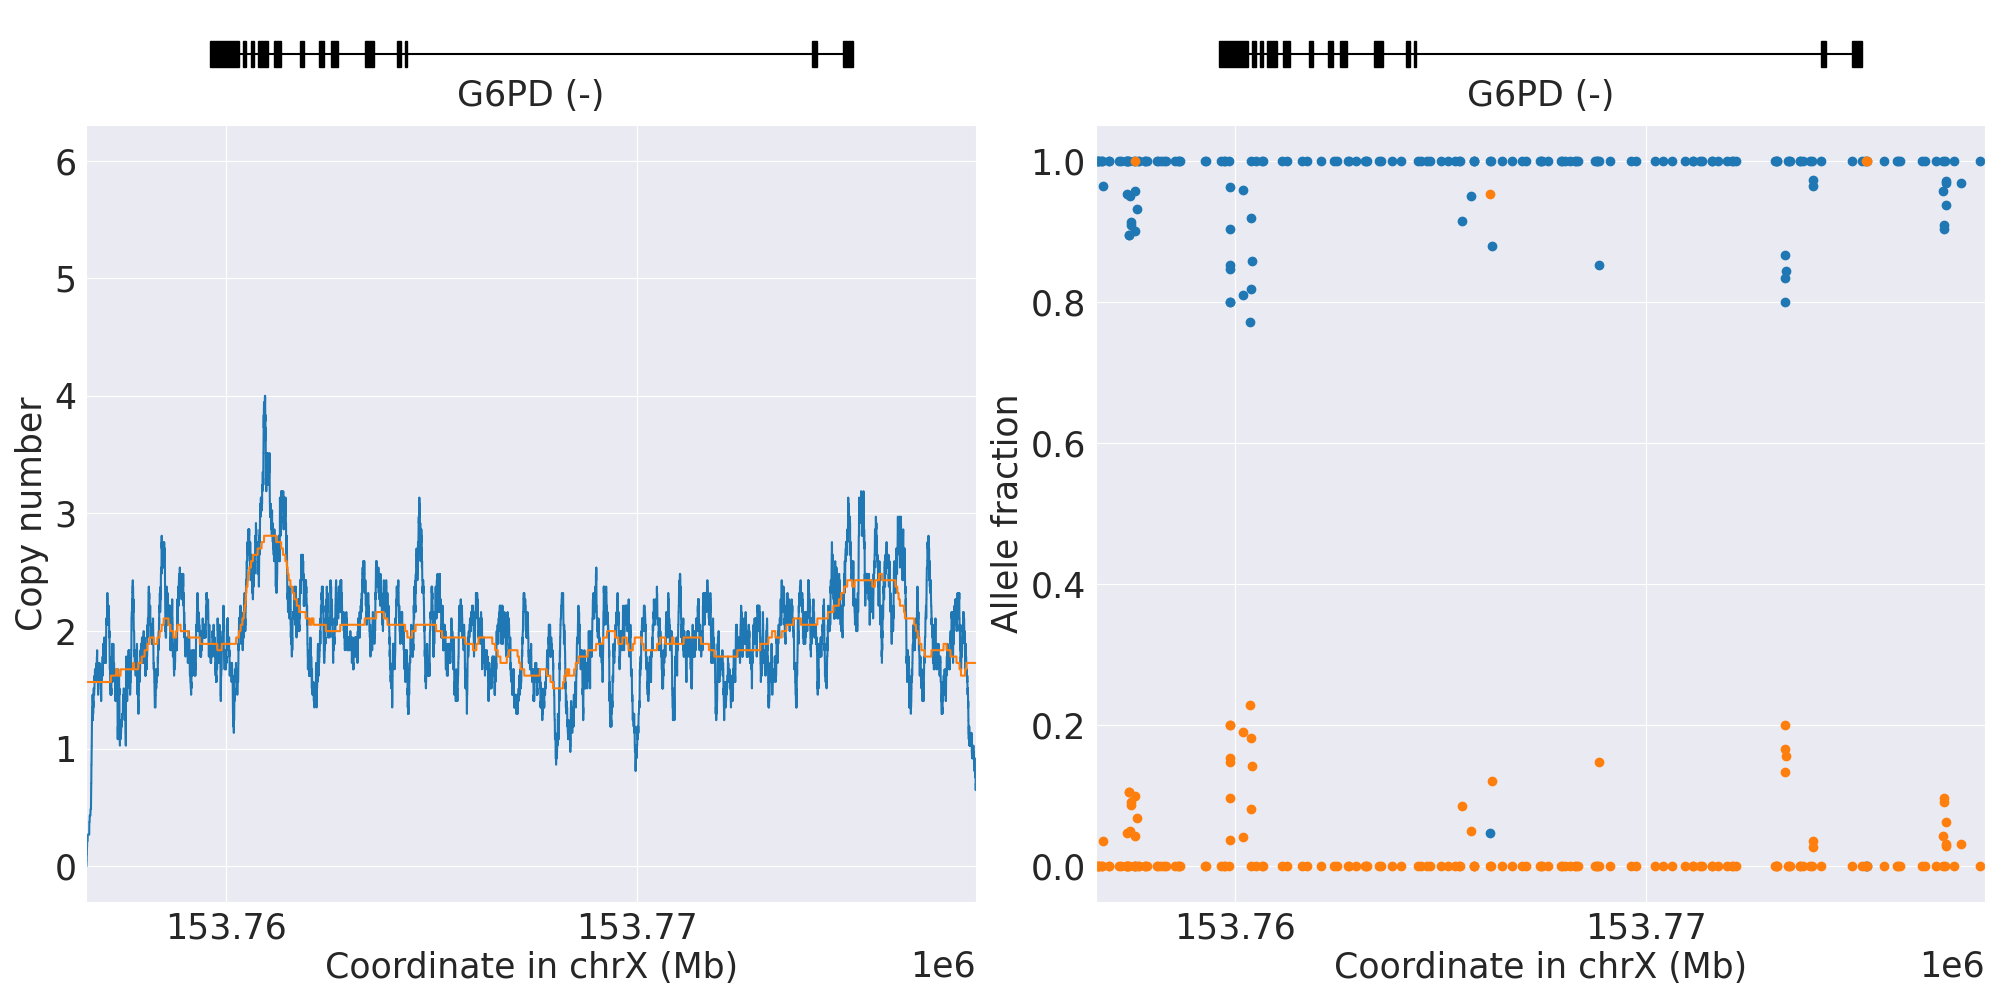 G6PD (-)
6
5
4
3
2
1
0
Copy number
153.76
153.77
Coordinate in chrX (Mb)
1e6
G6PD (-)
1.0
0.8
0.6
0.4
0.2
0.0
Allele fraction
153.76
153.77
Coordinate in chrX (Mb)
1e6